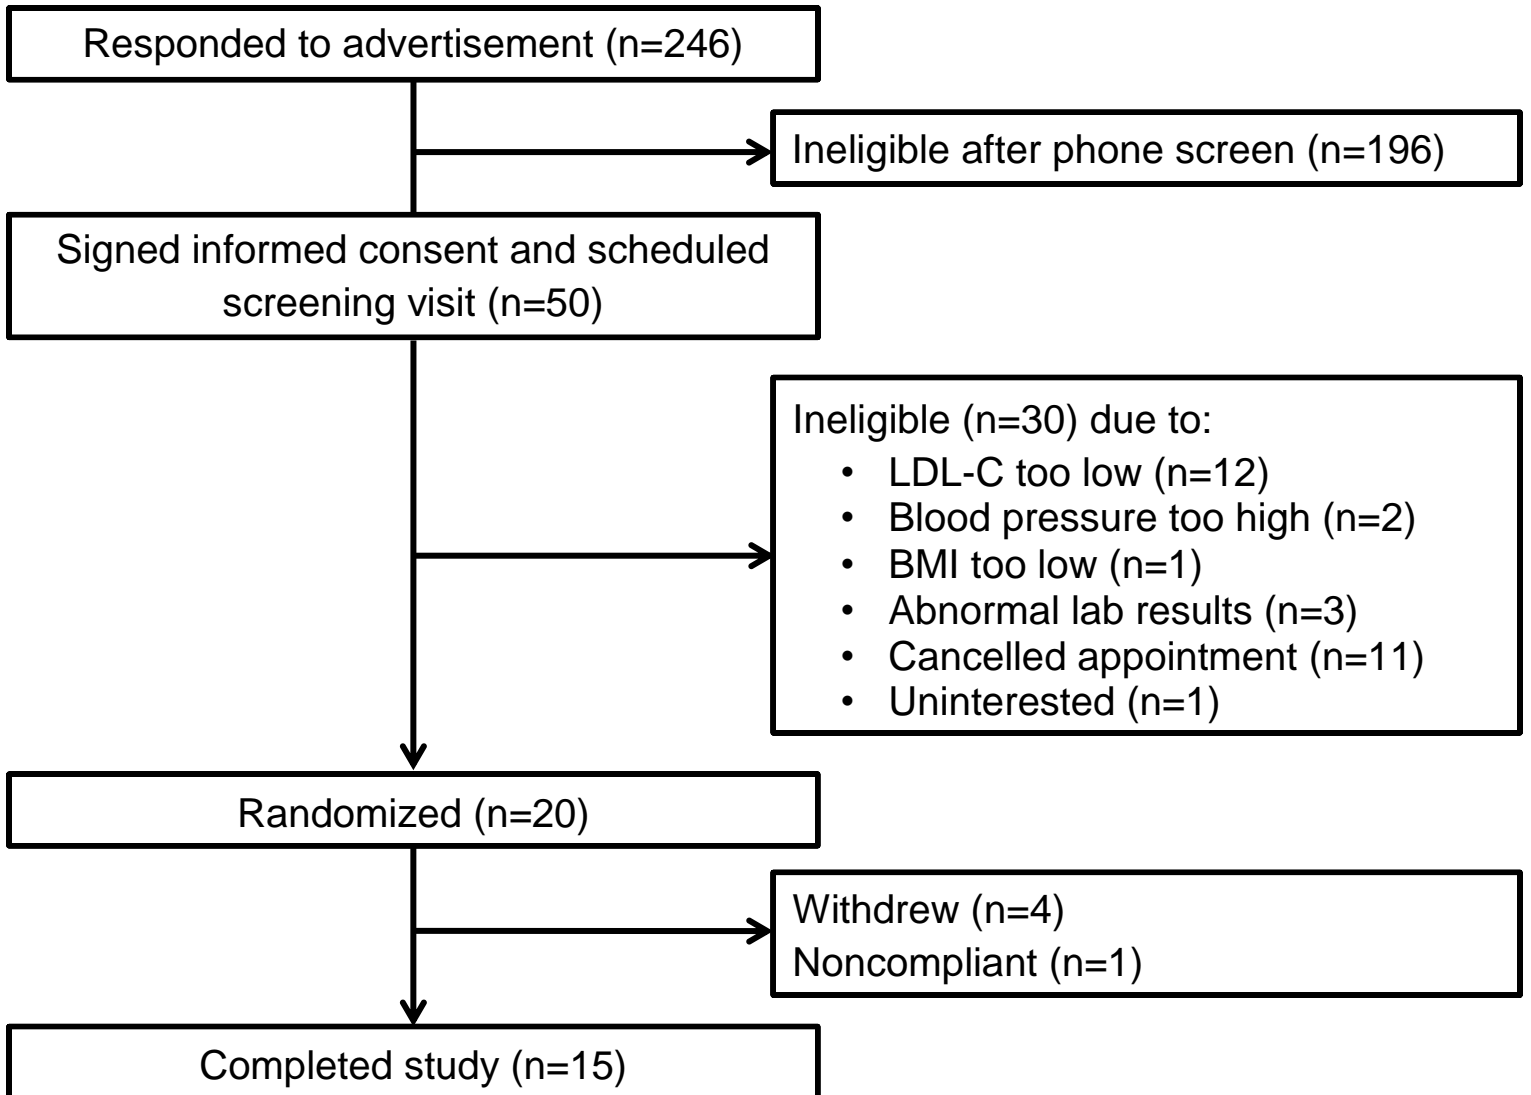 Responded to advertisement (n=246)
Ineligible after phone screen (n=196)
Signed informed consent and scheduled
screening visit (n=50)
Ineligible (n=30) due to:
• LDL-C too low (n=12)
• Blood pressure too high (n=2)
• BMI too low (n=1)
• Abnormal lab results (n=3)
• Cancelled appointment (n=11)
• Uninterested (n=1)
Randomized (n=20)
Withdrew (n=4)
Noncompliant (n=1)
Completed study (n=15)